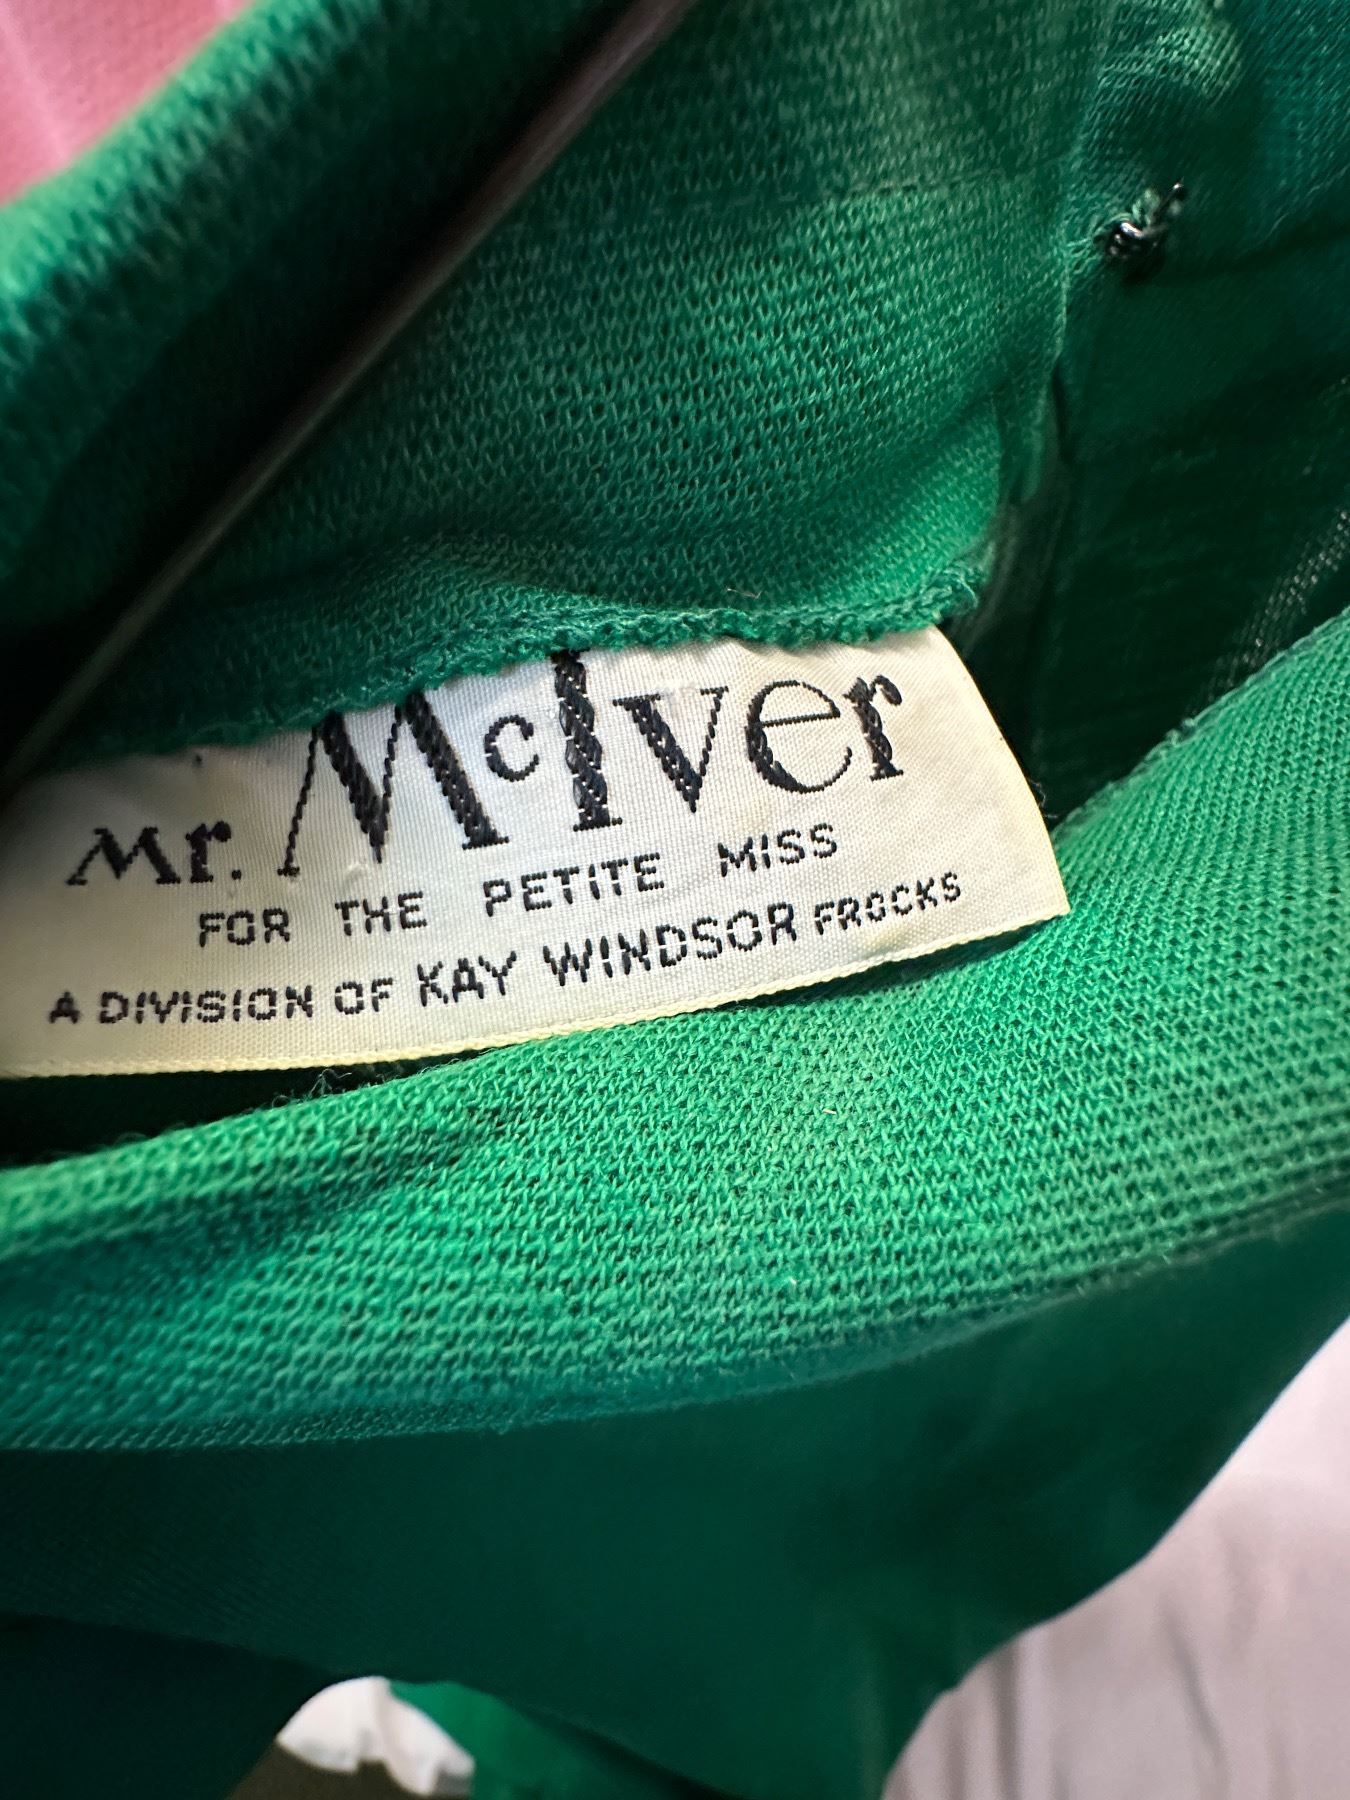 Mr. McIver
FOR THE PETITE MISS
A DIVISION OF KAY WINDSOR FROCKS